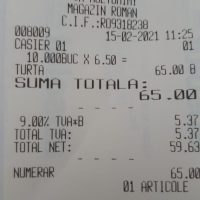 MAGAZIN ROMAN
C.I.F.:RO9318238
008009 15-02-2021 11:25
CASIER 01 01
10.000BUC X 6.50 =
TURTA 65.00 B
SUMA TOTALA:
65.00
- - - -
9.00% TVA*B 5.37
TOTAL TVA: 5.37
TOTAL NET: 59.63
- - - -
NUMERAR 65.00
01 ARTICOLE